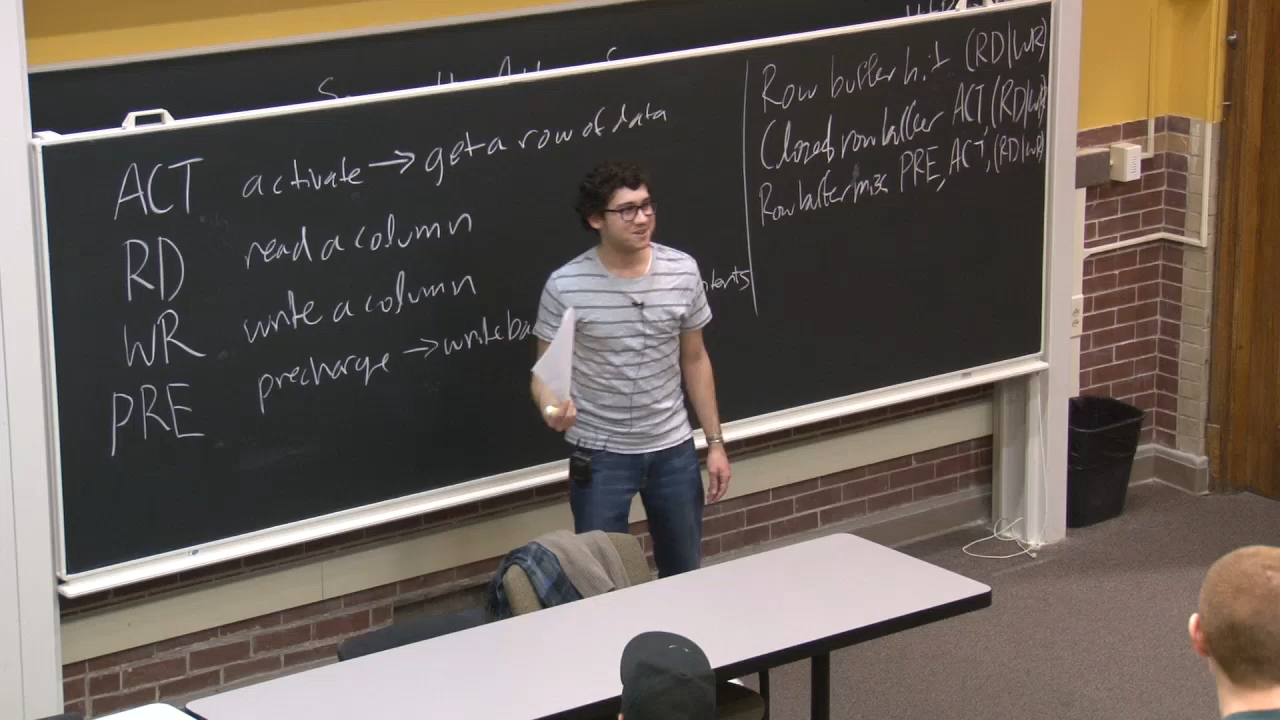 ACT activate → get a row of data
RD read a column
WR write a column
PRE precharge → write
Row buffer hit (RD|WR)
Closed row buffer ACT, (RD|WR)
Row buffer miss PRE, ACT, (RD|WR)